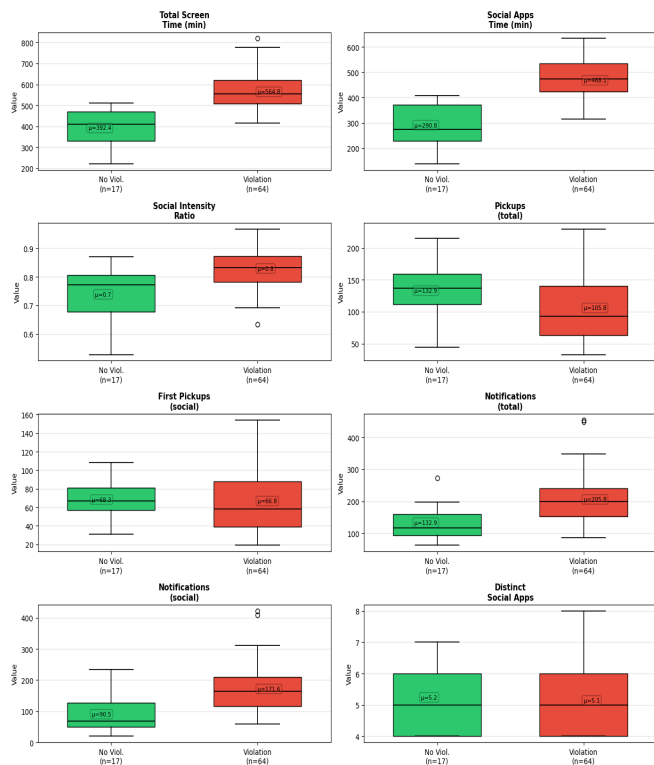 Total Screen
Time (min)
Value
800
700
600
500
400
300
200
μ=392.4
μ=564.8
No Viol.
(n=17)
Violation
(n=64)
Social Apps
Time (min)
Value
600
500
400
300
200
μ=290.8
μ=468.1
No Viol.
(n=17)
Violation
(n=64)
Social Intensity
Ratio
Value
0.9
0.8
0.7
0.6
μ=0.7
μ=0.8
No Viol.
(n=17)
Violation
(n=64)
Pickups
(total)
Value
200
150
100
50
μ=132.9
μ=105.8
No Viol.
(n=17)
Violation
(n=64)
First Pickups
(social)
Value
160
140
120
100
80
60
40
20
μ=68.3
μ=66.8
No Viol.
(n=17)
Violation
(n=64)
Notifications
(total)
Value
400
300
200
100
μ=132.9
μ=205.8
No Viol.
(n=17)
Violation
(n=64)
Notifications
(social)
Value
400
300
200
100
0
μ=90.5
μ=171.6
No Viol.
(n=17)
Violation
(n=64)
Distinct
Social Apps
Value
8
7
6
5
4
μ=5.2
μ=5.1
No Viol.
(n=17)
Violation
(n=64)